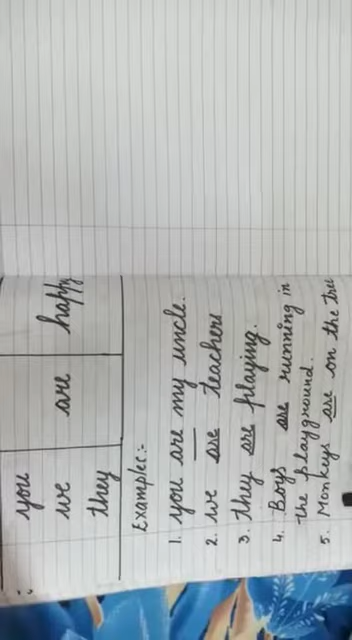 you
we are happy
they
Examples:-
1. you are my uncle.
2. we are teachers
3. they are playing.
4. Boys are running in
the playground.
5. Monkeys are on the tree